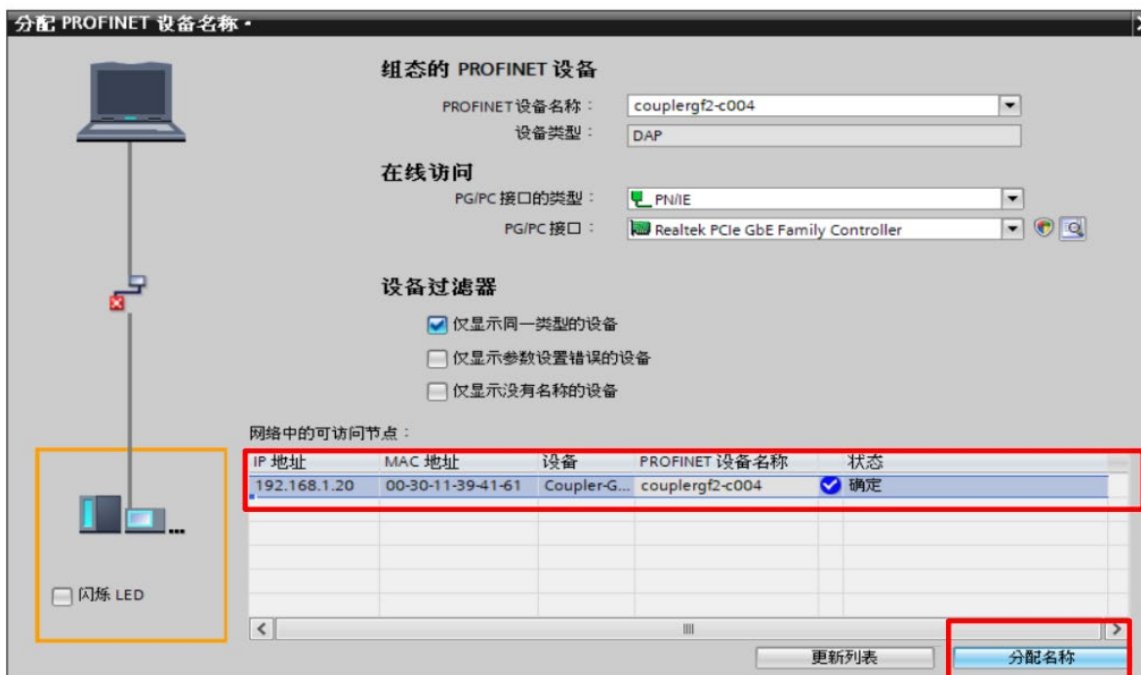 分配 PROFINET 设备名称.
组态的 PROFINET 设备
PROFINET设备名称： couplergf2-c004
设备类型： DAP
在线访问
PG/PC 接口的类型： PN/IE
PG/PC 接口： Realtek PCIe GbE Family Controller
设备过滤器
仅显示同一类型的设备
仅显示参数设置错误的设备
仅显示没有名称的设备
网络中的可访问节点：
IP 地址 MAC 地址 设备 PROFINET 设备名称 状态
192.168.1.20 00-30-11-39-41-61 Coupler-G... couplergf2-c004 确定
闪烁 LED
更新列表 分配名称